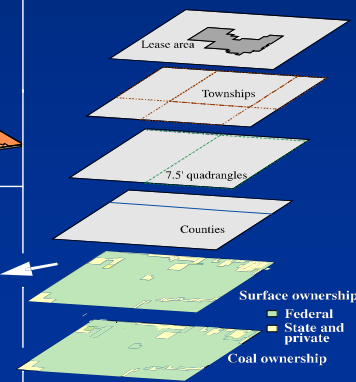 Lease area
Townships
7.5' quadrangles
Counties
Surface ownership
Federal
State and
private
Coal ownership